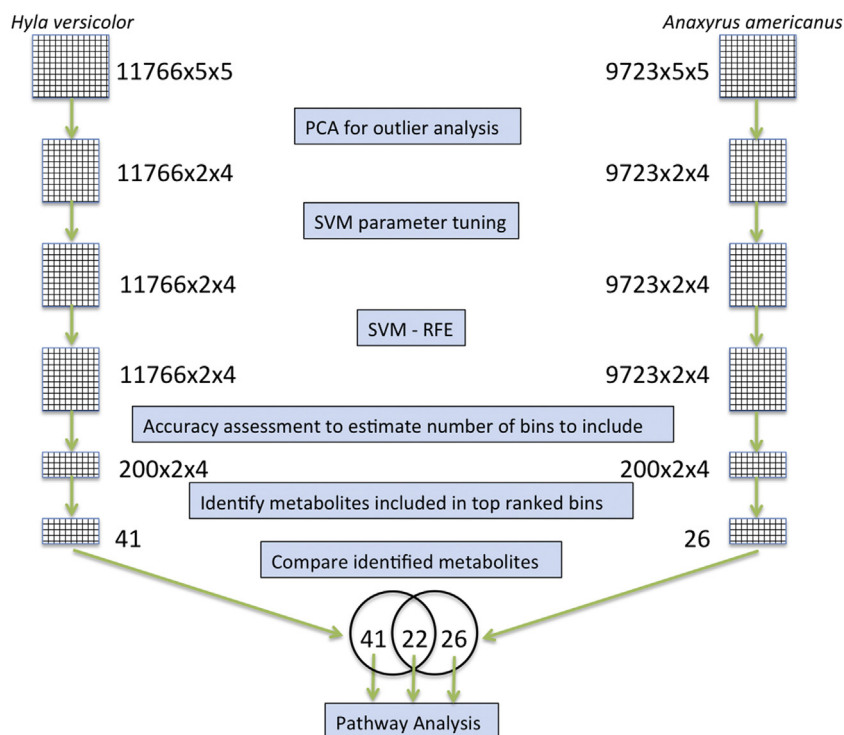 Hyla versicolor
Anaxyrus americanus
11766x5x5
9723x5x5
PCA for outlier analysis
11766x2x4
9723x2x4
SVM parameter tuning
11766x2x4
9723x2x4
SVM - RFE
11766x2x4
9723x2x4
Accuracy assessment to estimate number of bins to include
200x2x4
200x2x4
Identify metabolites included in top ranked bins
41
26
Compare identified metabolites
41 22 26
Pathway Analysis